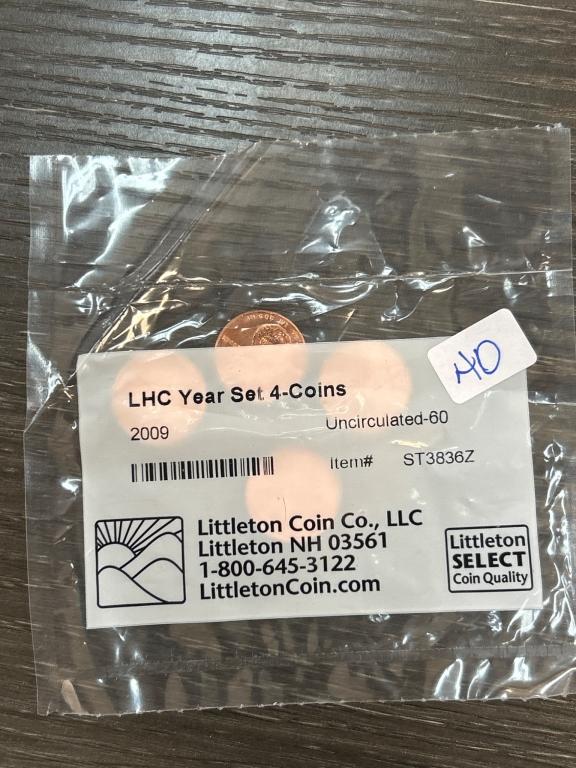 40
LHC Year Set 4-Coins
2009 Uncirculated-60
Item# ST3836Z
Littleton Coin Co., LLC
Littleton NH 03561
1-800-645-3122
LittletonCoin.com
Littleton
SELECT
Coin Quality